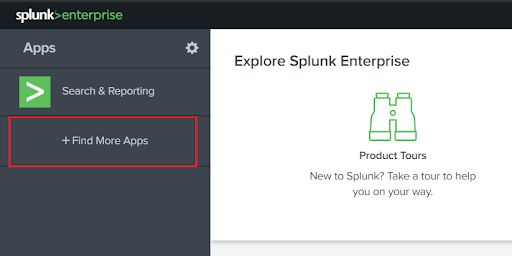 splunk>enterprise
Apps
Search & Reporting
+ Find More Apps
Explore Splunk Enterprise
Product Tours
New to Splunk? Take a tour to help
you on your way.